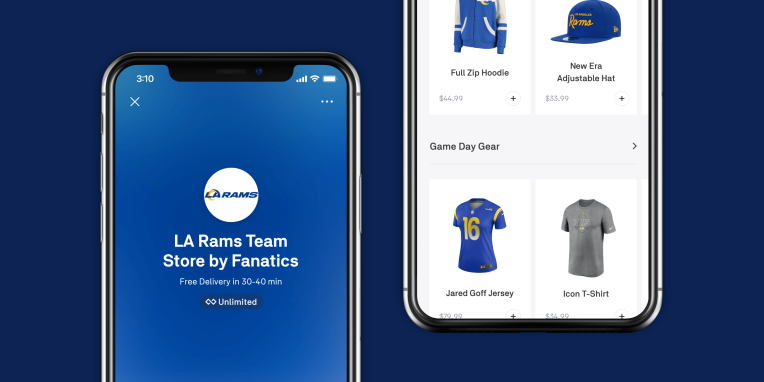 3:10
LA RAMS
LA Rams Team
Store by Fanatics
Free Delivery in 30-40 min
Unlimited
Rams
Full Zip Hoodie
$44.99
+
New Era
Adjustable Hat
$33.99
+
Game Day Gear
16
Jared Goff Jersey
$79.99
+
Icon T-Shirt
$34.99
+